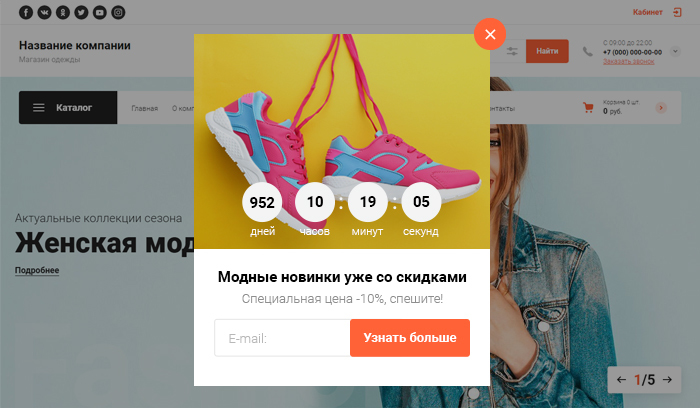 Кабинет
Название компании
Магазин одежды
Найти
С 09:00 до 22:00
+7 (000) 000-00-00
Заказать звонок
Каталог
Главная
О комп
онтакты
Корзина 0 шт.
0 руб.
952 : 10 : 19 : 05
дней часов минут секунд
Актуальные коллекции сезона
Женская мод
Подробнее
Модные новинки уже со скидками
Специальная цена -10%, спешите!
E-mail:
Узнать больше
1/5